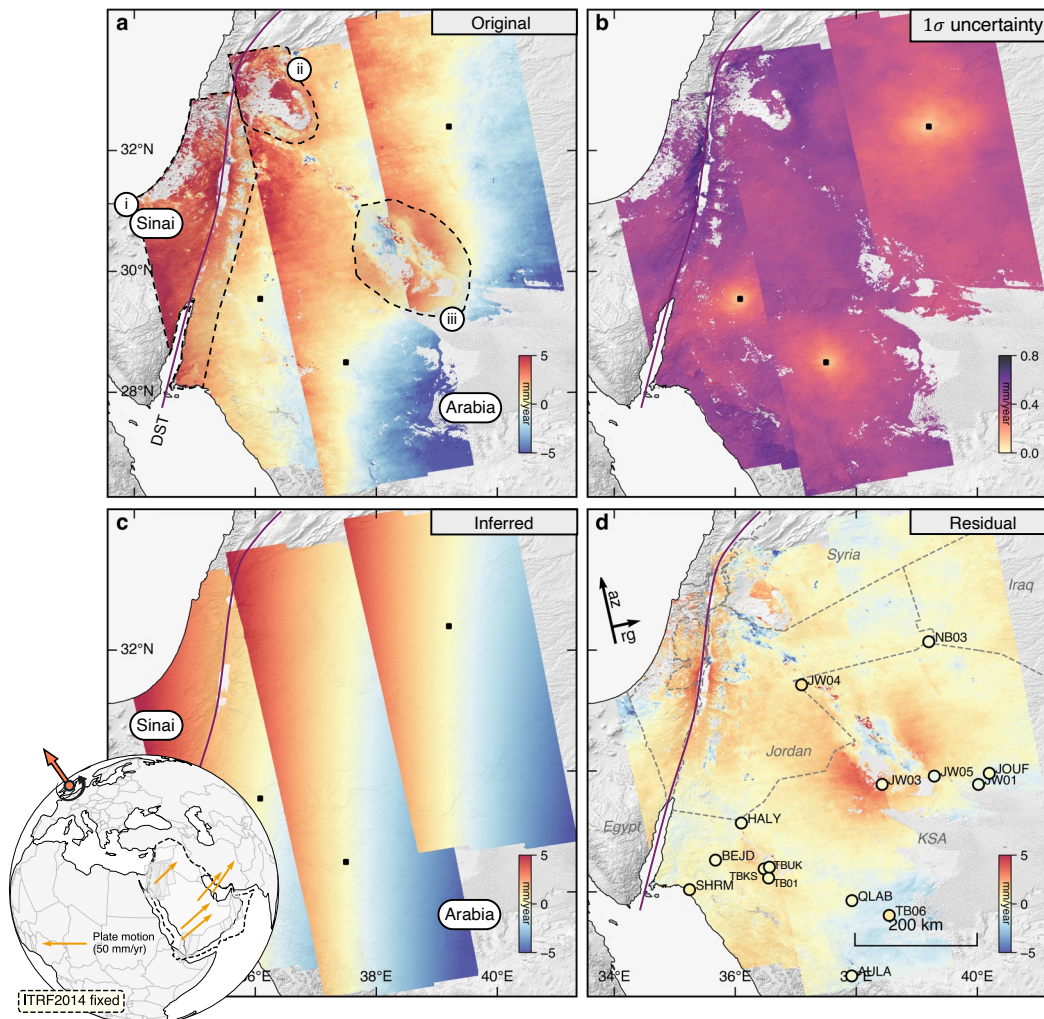 a
Original
b
1σ uncertainty
ii
32°N
i
Sinai
30°N
iii
28°N
DST
Arabia
5
0
−5
mm/year
0.8
0.4
0.0
mm/year
c
Inferred
d
Residual
Syria
Iraq
az
rg
NB03
32°N
JW04
Sinai
Jordan
JW03
JW05
JOUF
JW01
Egypt
HALY
KSA
BEJD
TBUK
TBKS
TB01
SHRM
QLAB
TB06
200 km
AULA
Arabia
5
0
−5
mm/year
5
0
−5
mm/year
Plate motion
(50 mm/yr)
ITRF2014 fixed
36°E
38°E
40°E
36°E
38°E
40°E